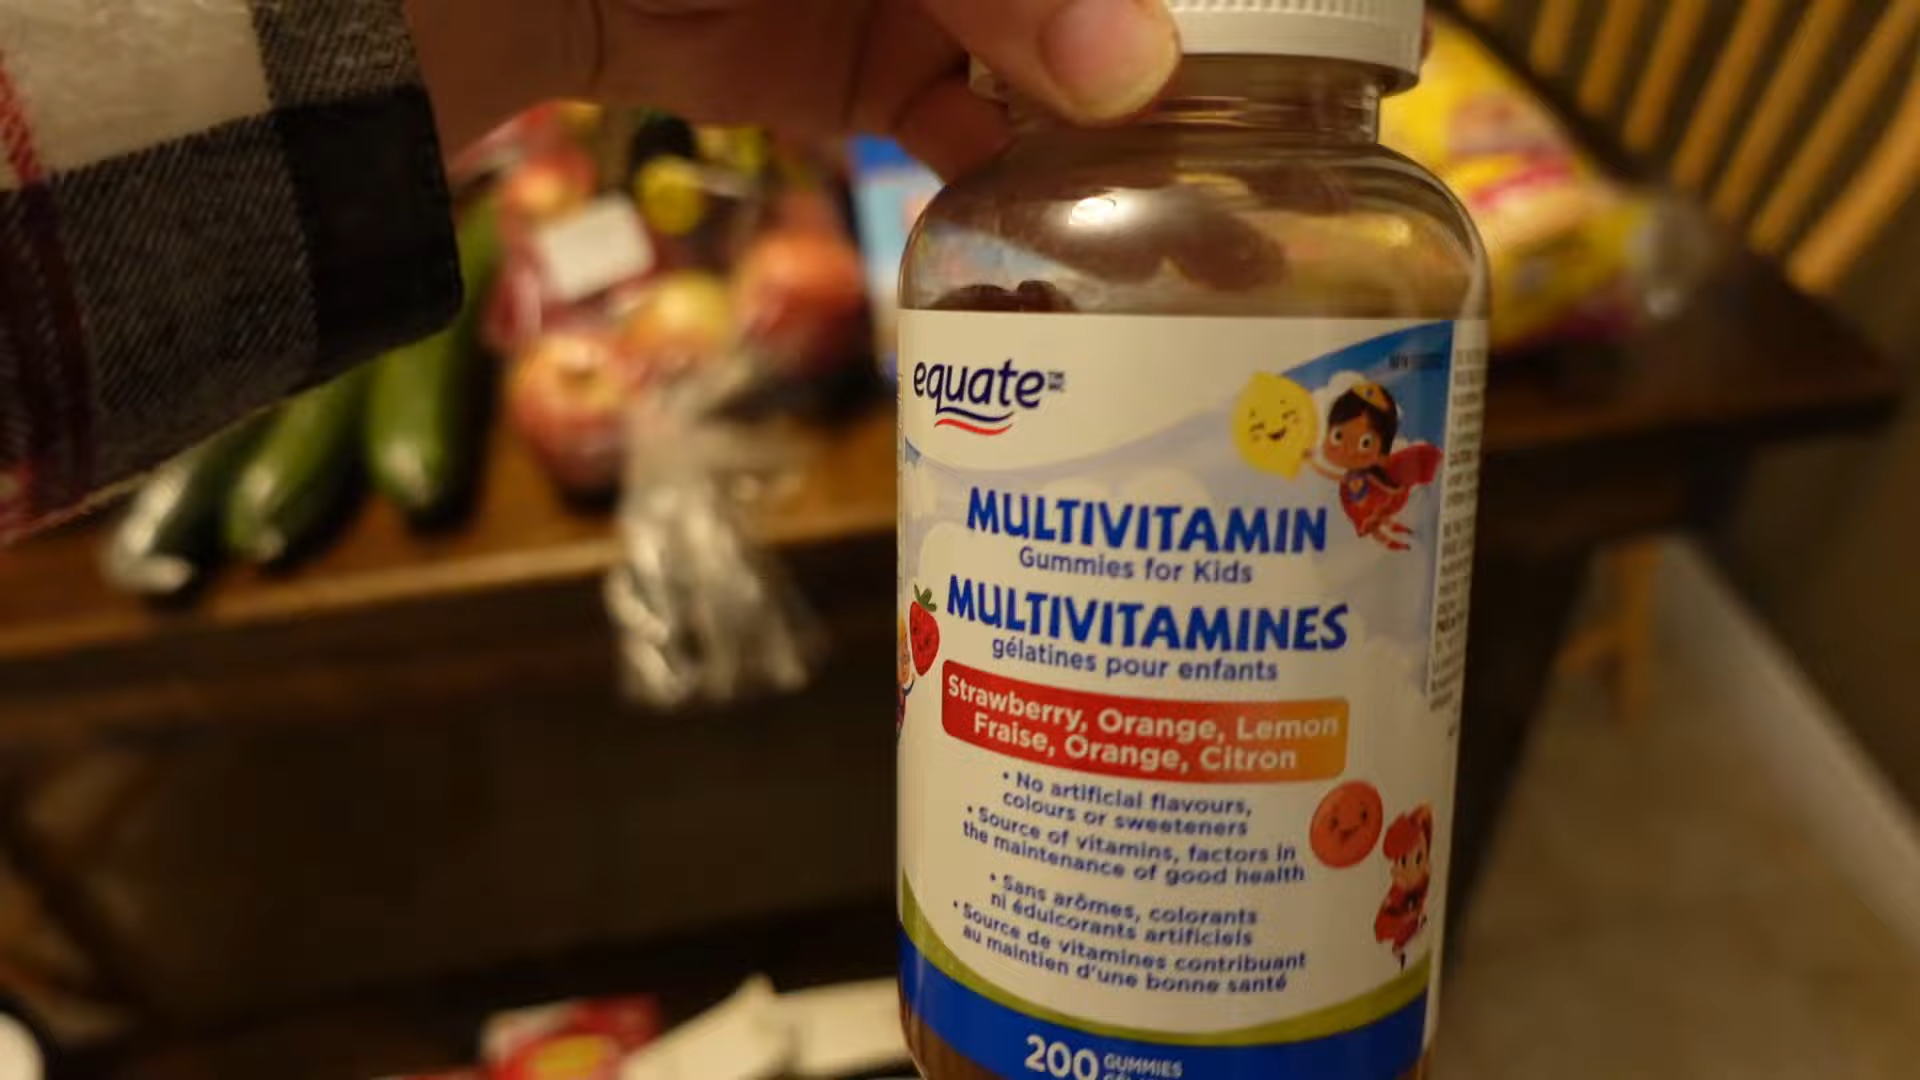 equate
TM
MC
MULTIVITAMIN
Gummies for Kids
MULTIVITAMINES
gélatines pour enfants
Strawberry, Orange, Lemon
Fraise, Orange, Citron
• No artificial flavours,
colours or sweeteners
• Source of vitamins, factors in
the maintenance of good health
• Sans arômes, colorants
ni édulcorants artificiels
• Source de vitamines contribuant
au maintien d'une bonne santé
200 GUMMIES